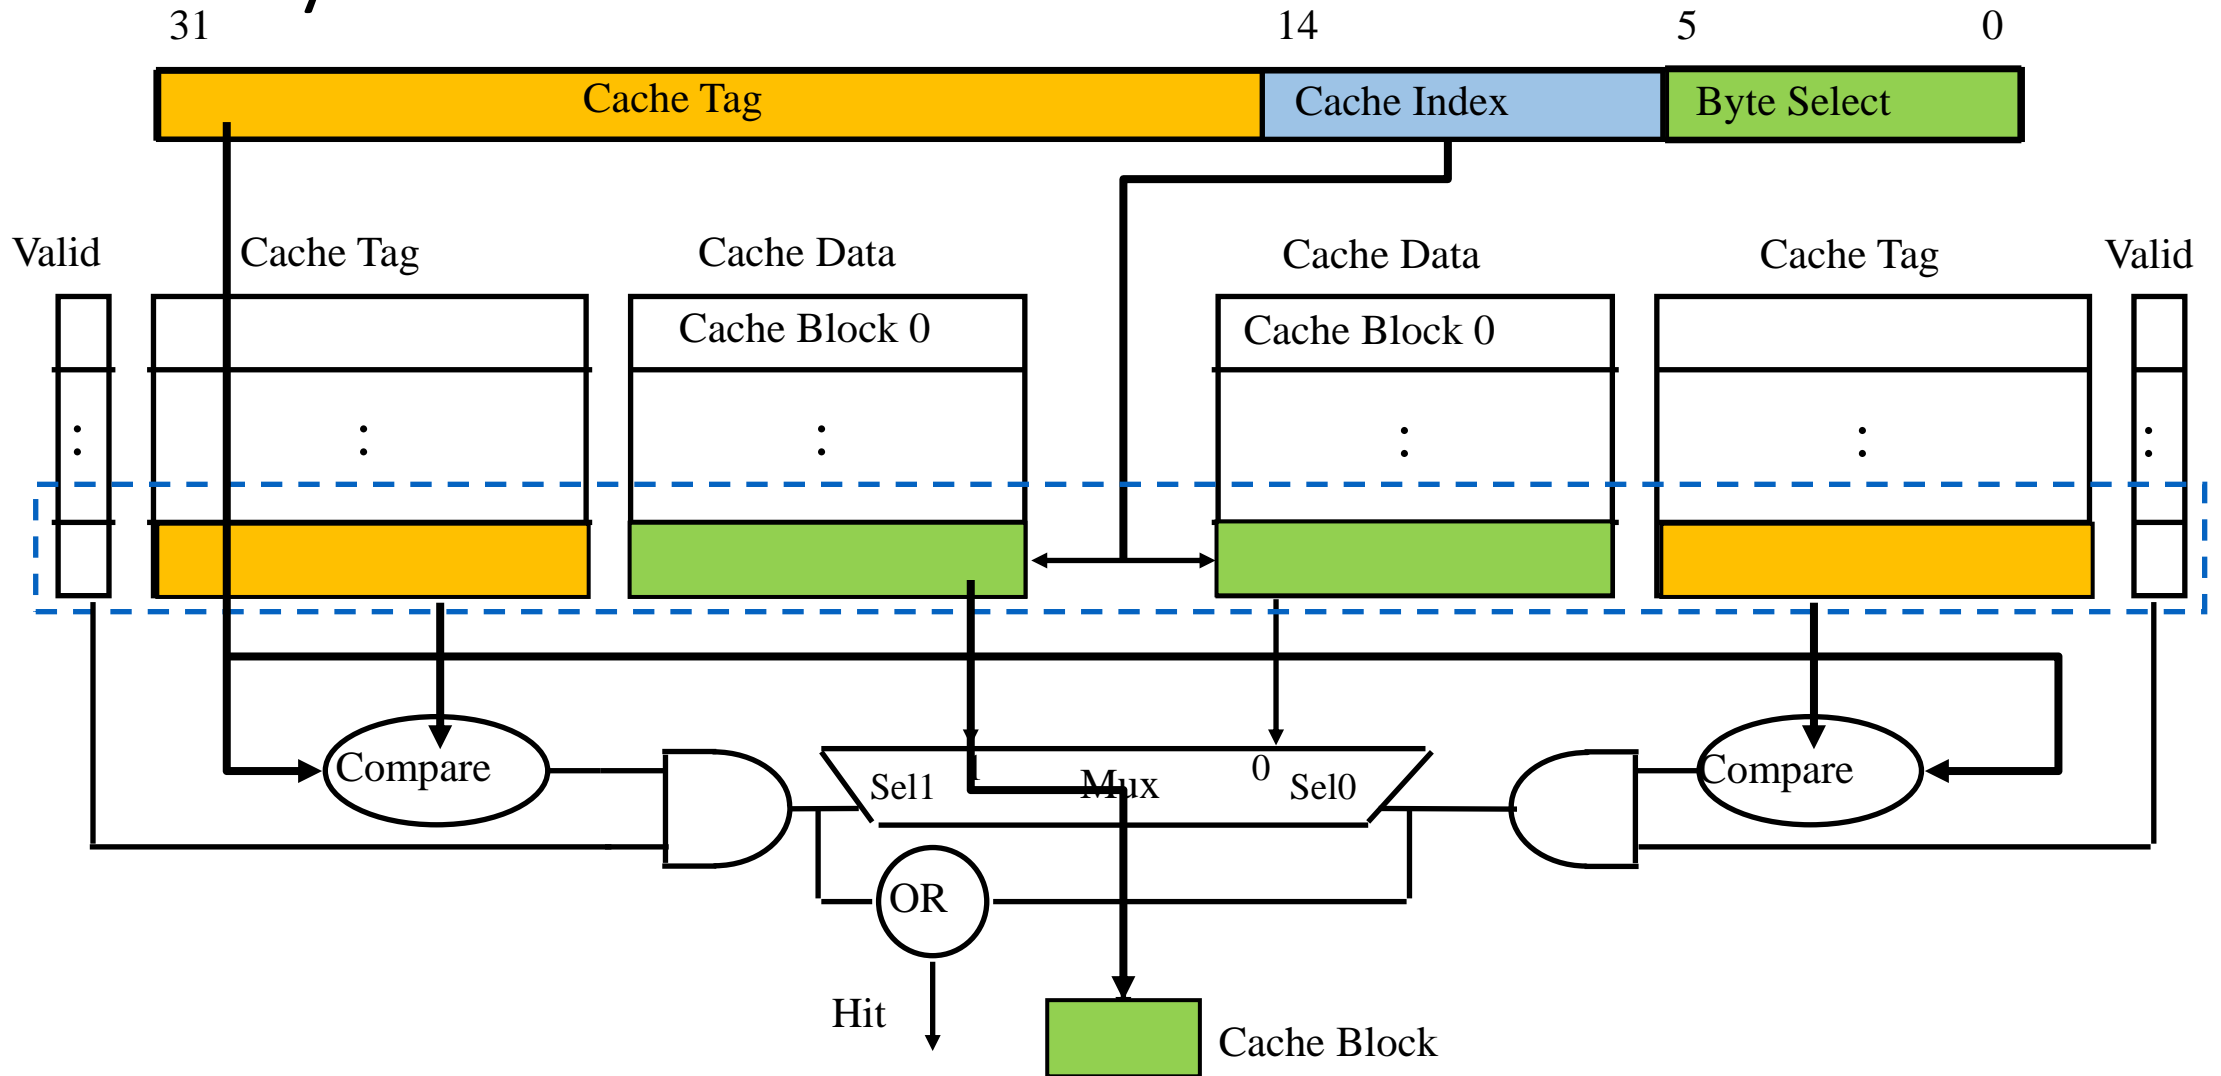 31 14 5 0
Cache Tag Cache Index Byte Select
Valid Cache Tag Cache Data Cache Data Cache Tag Valid
Cache Block 0 Cache Block 0
: : : : : :
Compare Sel1 1 Mux 0 Sel0 Compare
OR
Hit
Cache Block